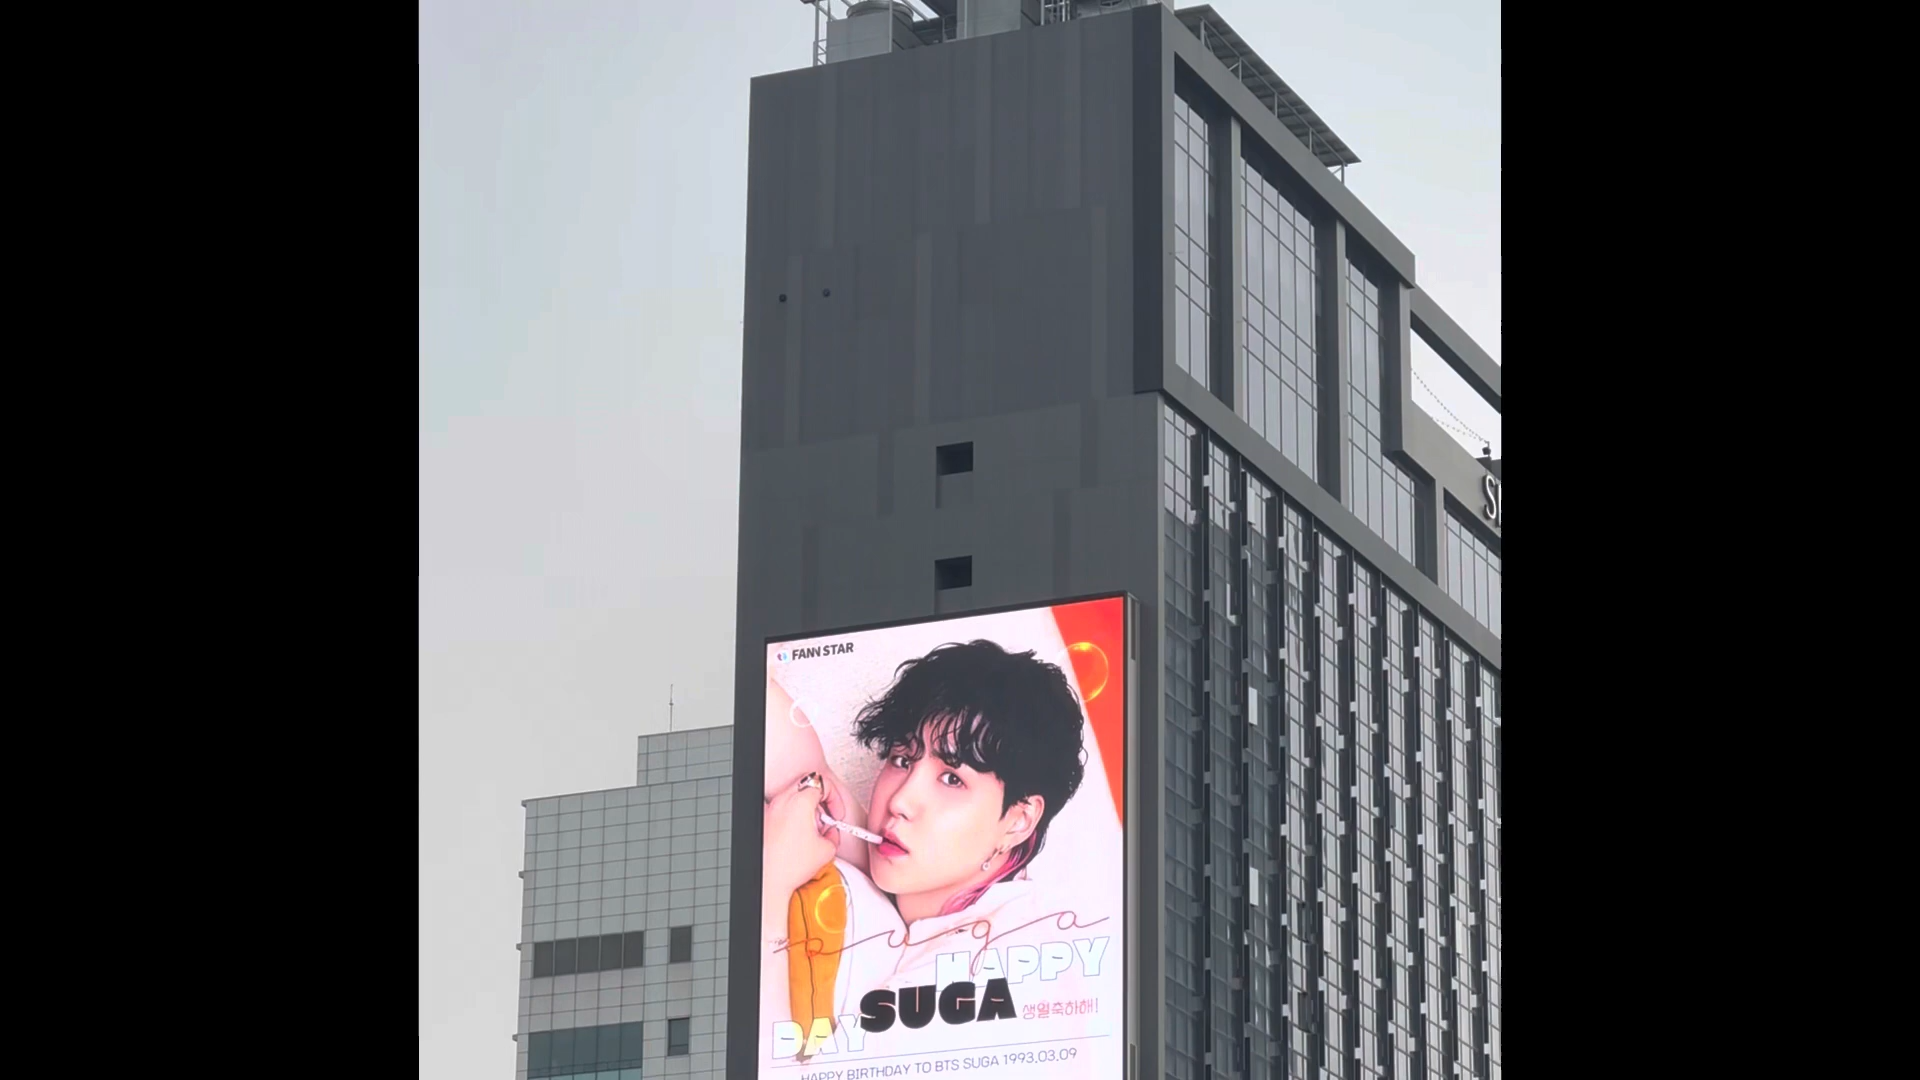 FANN STAR
suga
HAPPY
SUGA
생일축하해!
DAY
HAPPY BIRTHDAY TO BTS SUGA 1993.03.09